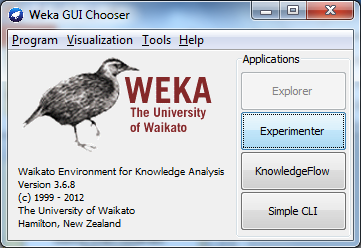 Weka GUI Chooser
Program Visualization Tools Help
WEKA
The University
of Waikato
Waikato Environment for Knowledge Analysis
Version 3.6.8
(c) 1999 - 2012
The University of Waikato
Hamilton, New Zealand
Applications
Explorer
Experimenter
KnowledgeFlow
Simple CLI